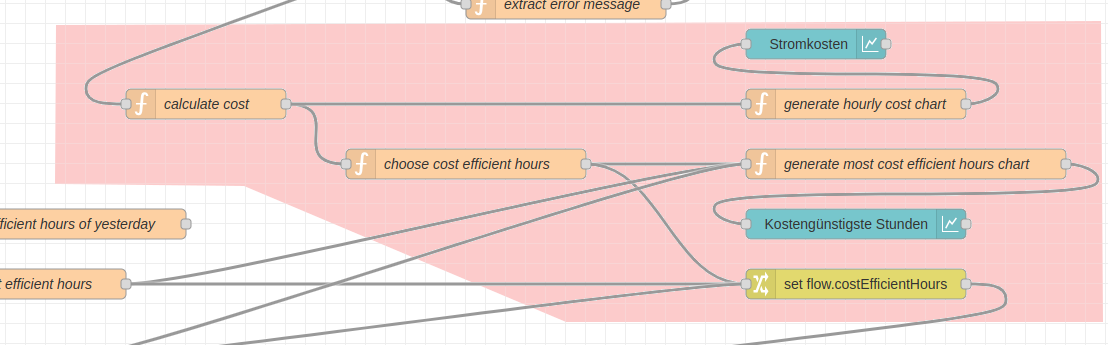 extract error message
Stromkosten
calculate cost
generate hourly cost chart
choose cost efficient hours
generate most cost efficient hours chart
hours of yesterday
Kostengünstigste Stunden
efficient hours
set flow.costEfficientHours